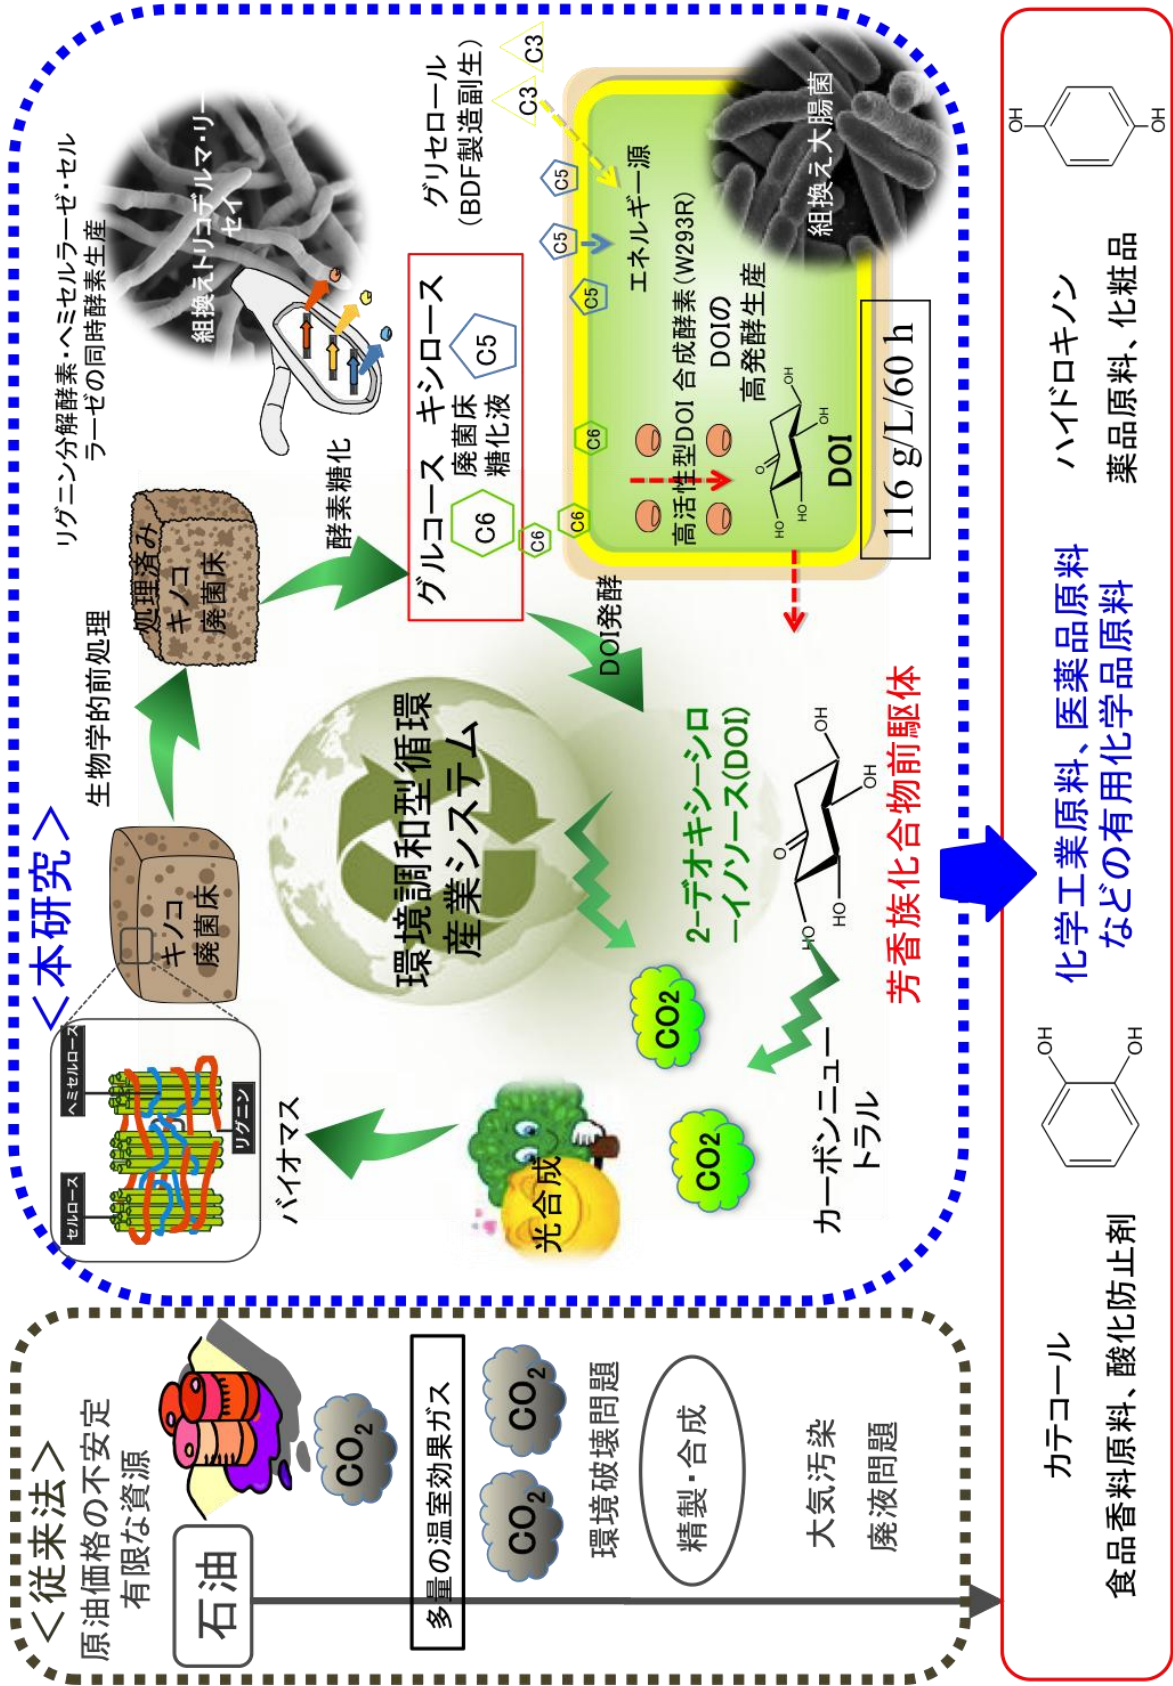 ＜従来法＞
原油価格の不安定
有限な資源
石油
CO2
多量の温室効果ガス
CO2
CO2
環境破壊問題
精製・合成
大気汚染
廃液問題
＜本研究＞
セルロース
ヘミセルロース
リグニン
キノコ
廃菌床
生物学的前処理
処理済み
キノコ
廃菌床
リグニン分解酵素・ヘミセルラーゼ・セル
ラーゼの同時酵素生産
組換えトリコデルマ・リー
セイ
酵素糖化
グルコース キシロース
C6
廃菌床
糖化液
C5
グリセロール
（BDF製造副生）
C3
C3
C6
C6
C6
C5
C5
C5
エネルギー源
高活性型DOI 合成酵素（W293R）
DOIの
高発酵生産
組換え大腸菌
O
HO
HO
OH
OH
DOI
116 g/L/60 h
DOI発酵
環境調和型循環
産業システム
バイオマス
光合成
CO2
CO2
カーボンニュー
トラル
2-デオキシーシロ
ーイノソース(DOI)
O
HO
HO
OH
OH
芳香族化合物前駆体
カテコール
食品香料原料、酸化防止剤
OH
OH
化学工業原料、医薬品原料
などの有用化学品原料
ハイドロキノン
薬品原料、化粧品
OH
OH